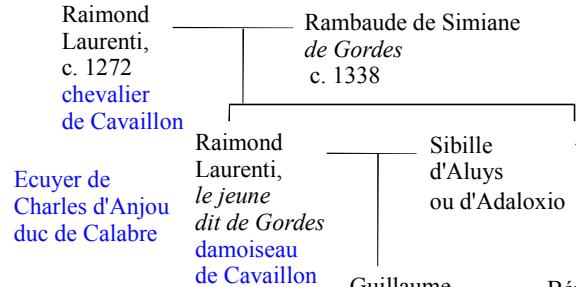 Raimond
Laurenti,
c. 1272
chevalier
de Cavaillon
Rambaude de Simiane
de Gordes
c. 1338
Ecuyer de
Charles d'Anjou
duc de Calabre
Raimond
Laurenti,
le jeune
dit de Gordes
damoiseau
de Cavaillon
Sibille
d'Aluys
ou d'Adaloxio
Guillaume